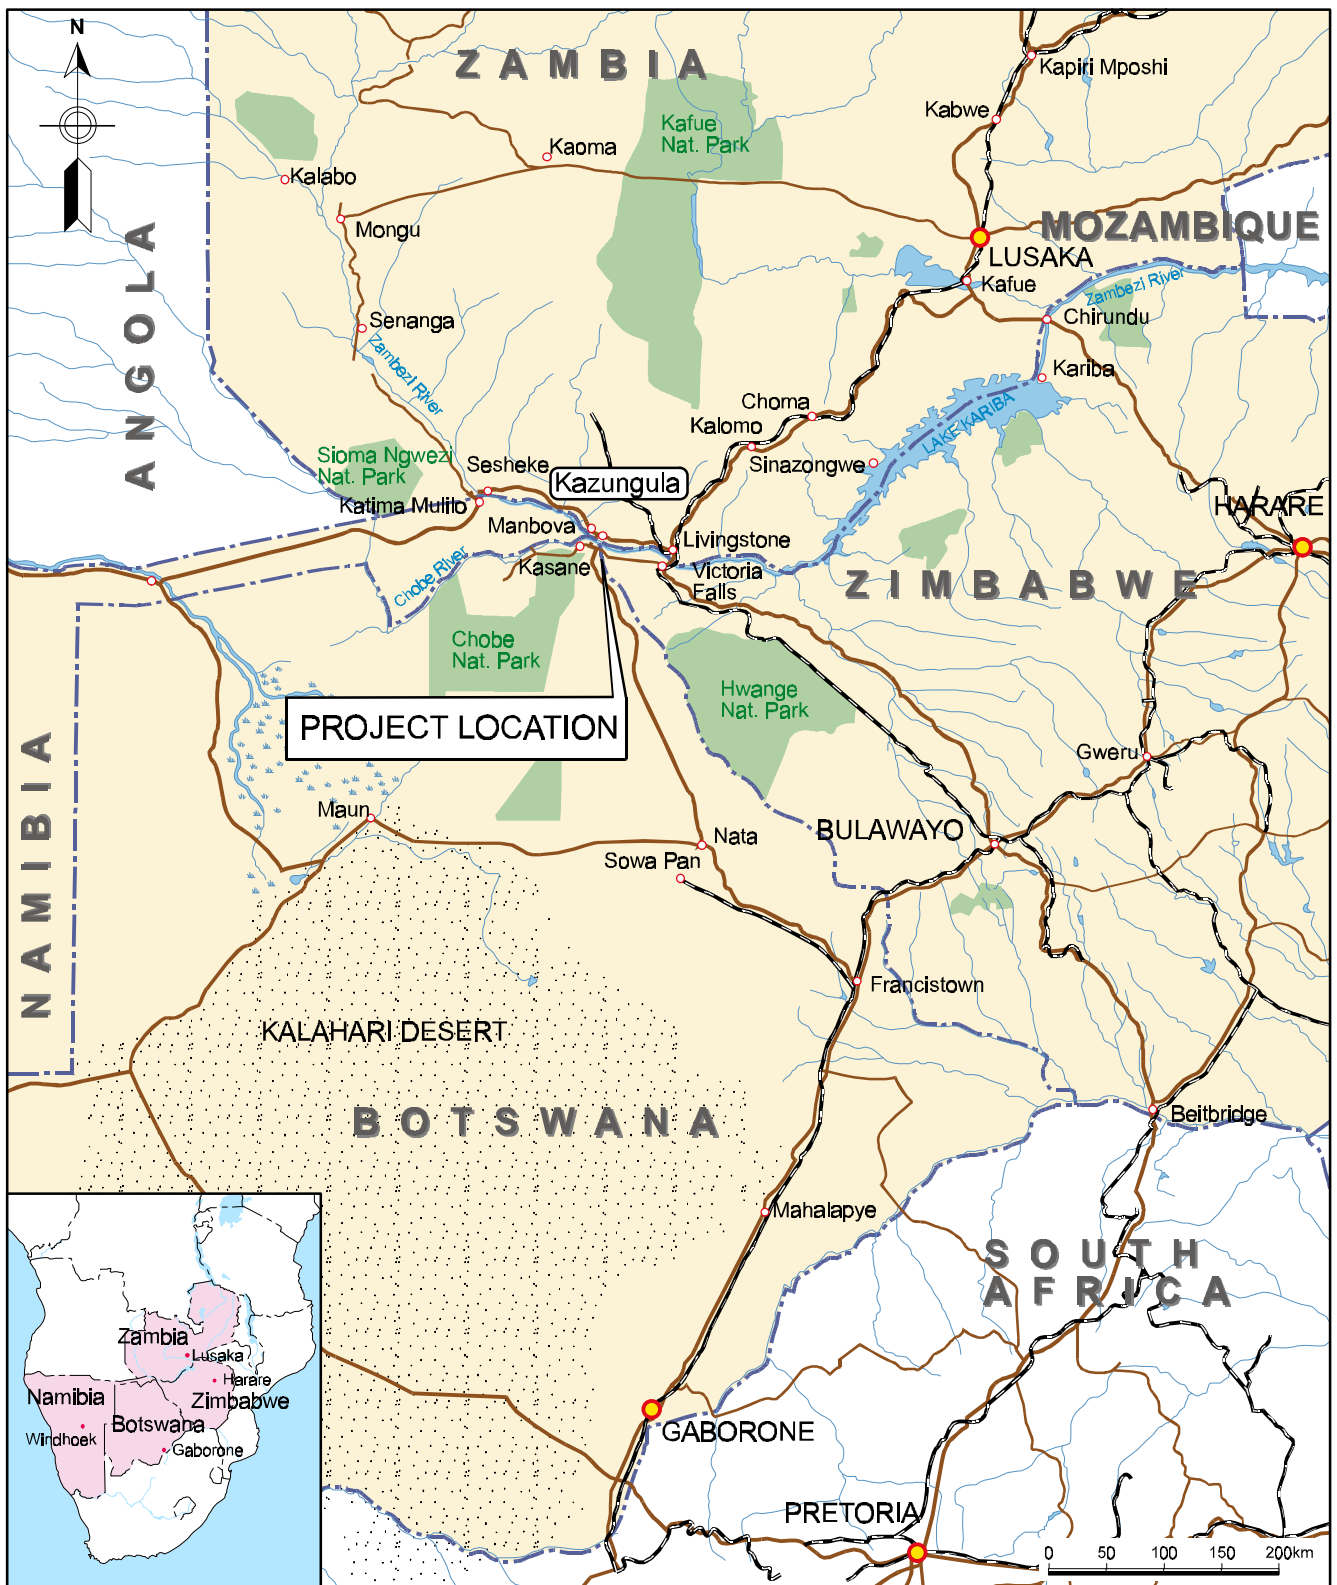 N
ZAMBIA
Kapiri Mposhi
Kabwe
Kafue
Nat. Park
Kaoma
Kalabo
Mongu
MOZAMBIQUE
LUSAKA
Kafue
Zambezi River
Chirundu
ANGOLA
Senanga
Zambezi River
Kariba
Choma
LAKE KARIBA
Kalomo
Sinazongwe
Sioma Ngwezi
Nat. Park
Sesheke
Kazungula
Katima Mulilo
HARARE
Manbova
Livingstone
Kasane
Victoria
Falls
Chobe River
ZIMBABWE
Chobe
Nat. Park
Hwange
Nat. Park
PROJECT LOCATION
NAMIBIA
Gweru
Maun
BULAWAYO
Nata
Sowa Pan
Francistown
KALAHARI DESERT
BOTSWANA
Beitbridge
Mahalapye
SOUTH
AFRICA
Zambia
Lusaka
Harare
Namibia
Zimbabwe
Botswana
Windhoek
Gaborone
GABORONE
PRETORIA
0 50 100 150 200km